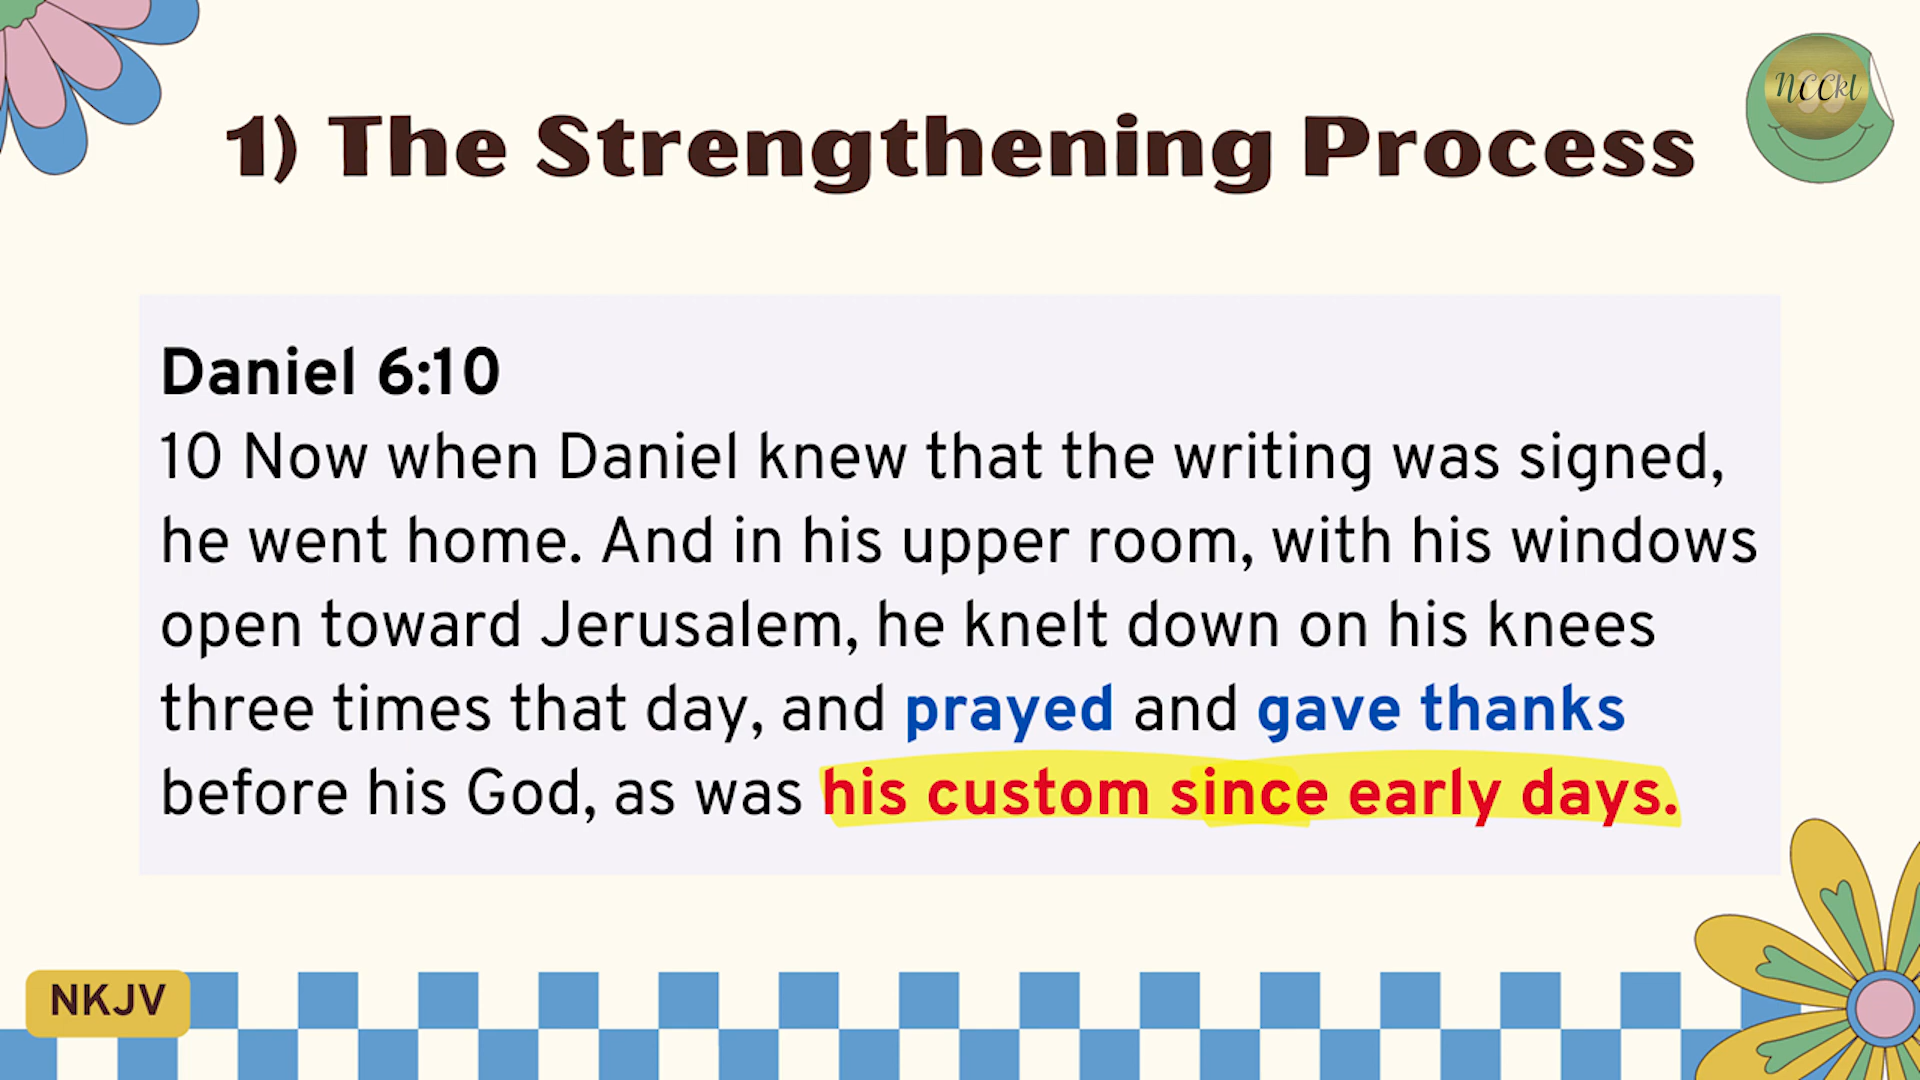 NCCkl
1) The Strengthening Process
Daniel 6:10
10 Now when Daniel knew that the writing was signed,
he went home. And in his upper room, with his windows
open toward Jerusalem, he knelt down on his knees
three times that day, and prayed and gave thanks
before his God, as was his custom since early days.
NKJV